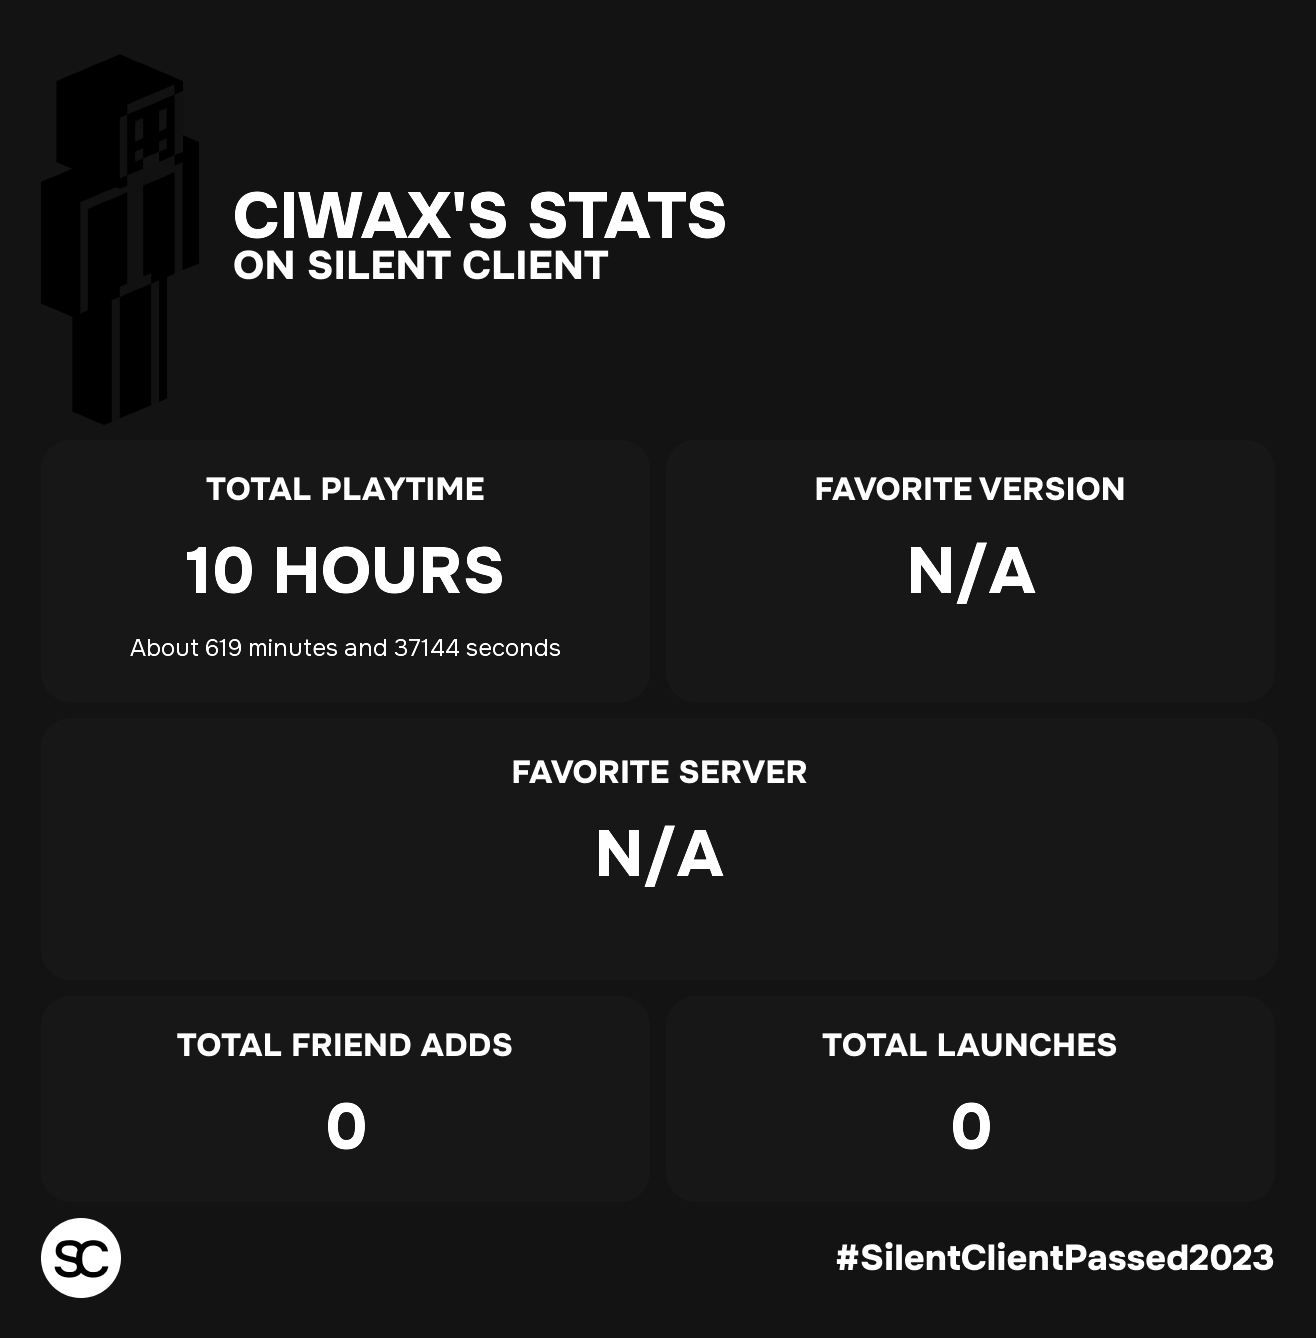 CIWAX'S STATS
ON SILENT CLIENT
TOTAL PLAYTIME
10 HOURS
About 619 minutes and 37144 seconds
FAVORITE VERSION
N/A
FAVORITE SERVER
N/A
TOTAL FRIEND ADDS
0
TOTAL LAUNCHES
0
SC
#SilentClientPassed2023